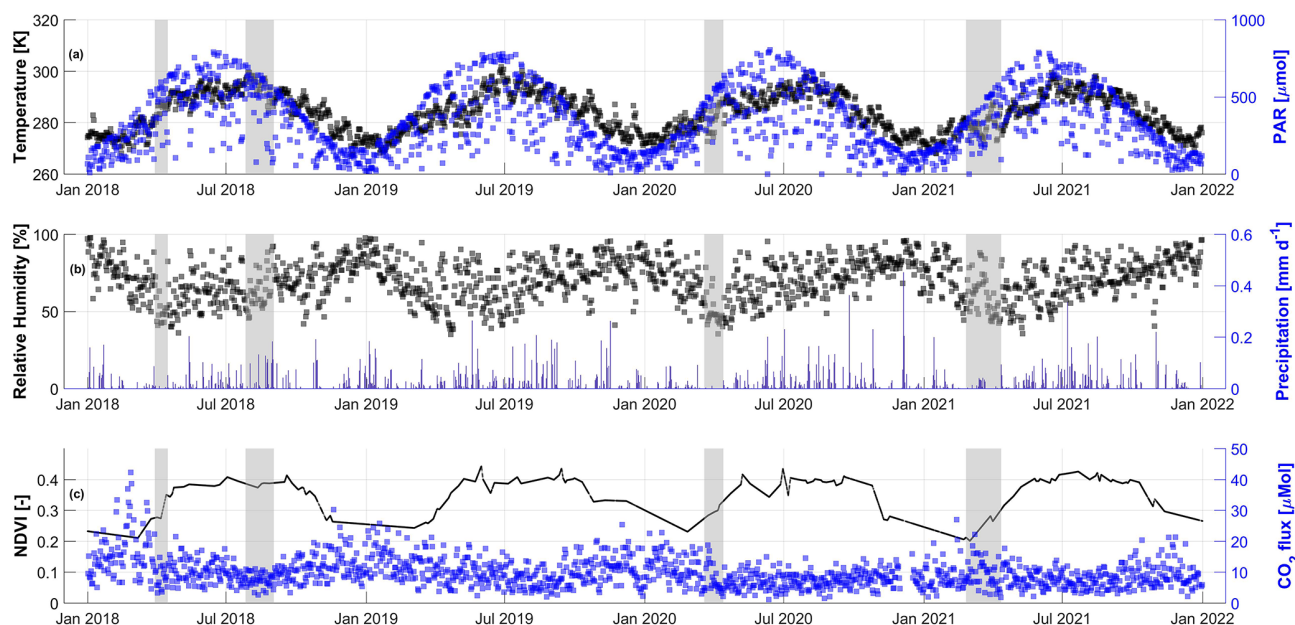 320
300
280
260
Temperature [K]
(a)
1000
500
0
PAR [μmol]
Jan 2018 Jul 2018 Jan 2019 Jul 2019 Jan 2020 Jul 2020 Jan 2021 Jul 2021 Jan 2022
100
50
0
Relative Humidity [%]
(b)
0.6
0.4
0.2
0
Precipitation [mm d⁻¹]
Jan 2018 Jul 2018 Jan 2019 Jul 2019 Jan 2020 Jul 2020 Jan 2021 Jul 2021 Jan 2022
0.4
0.3
0.2
0.1
0
NDVI [-]
(c)
50
40
30
20
10
0
CO₂ flux [μMol]
Jan 2018 Jul 2018 Jan 2019 Jul 2019 Jan 2020 Jul 2020 Jan 2021 Jul 2021 Jan 2022